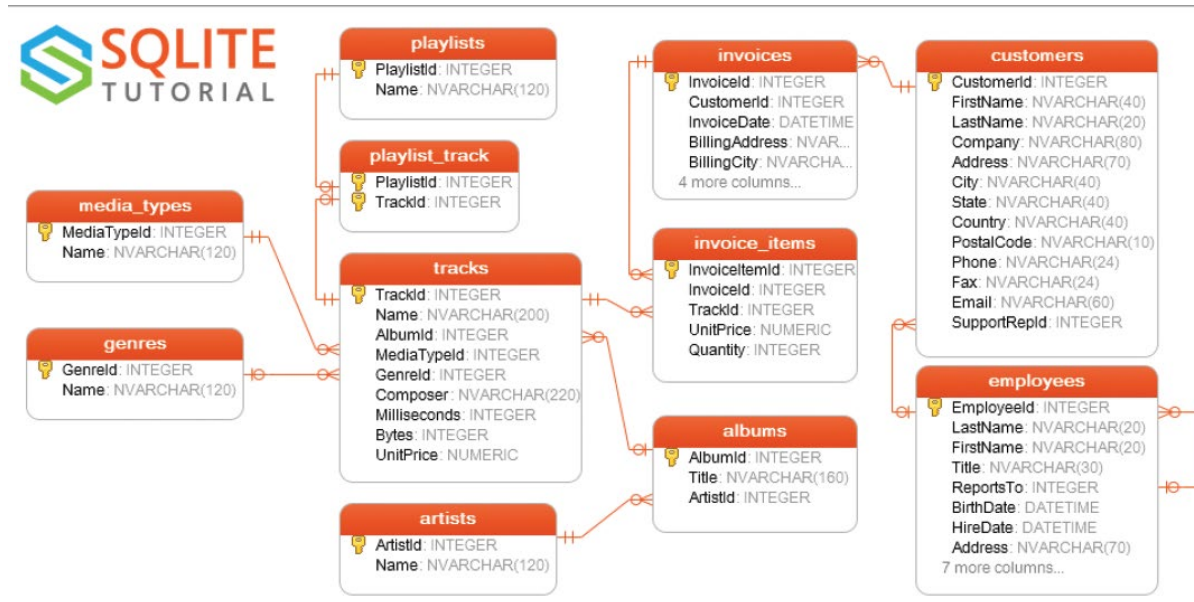 SQLITE
TUTORIAL
playlists
PlaylistId: INTEGER
Name: NVARCHAR(120)
playlist_track
PlaylistId: INTEGER
TrackId: INTEGER
media_types
MediaTypeId: INTEGER
Name: NVARCHAR(120)
genres
GenreId: INTEGER
Name: NVARCHAR(120)
tracks
TrackId: INTEGER
Name: NVARCHAR(200)
AlbumId: INTEGER
MediaTypeId: INTEGER
GenreId: INTEGER
Composer: NVARCHAR(220)
Milliseconds: INTEGER
Bytes: INTEGER
UnitPrice: NUMERIC
artists
ArtistId: INTEGER
Name: NVARCHAR(120)
invoices
InvoiceId: INTEGER
CustomerId: INTEGER
InvoiceDate: DATETIME
BillingAddress: NVAR...
BillingCity: NVARCHA...
4 more columns...
invoice_items
InvoiceItemId: INTEGER
InvoiceId: INTEGER
TrackId: INTEGER
UnitPrice: NUMERIC
Quantity: INTEGER
albums
AlbumId: INTEGER
Title: NVARCHAR(160)
ArtistId: INTEGER
customers
CustomerId: INTEGER
FirstName: NVARCHAR(40)
LastName: NVARCHAR(20)
Company: NVARCHAR(80)
Address: NVARCHAR(70)
City: NVARCHAR(40)
State: NVARCHAR(40)
Country: NVARCHAR(40)
PostalCode: NVARCHAR(10)
Phone: NVARCHAR(24)
Fax: NVARCHAR(24)
Email: NVARCHAR(60)
SupportRepId: INTEGER
employees
EmployeeId: INTEGER
LastName: NVARCHAR(20)
FirstName: NVARCHAR(20)
Title: NVARCHAR(30)
ReportsTo: INTEGER
BirthDate: DATETIME
HireDate: DATETIME
Address: NVARCHAR(70)
7 more columns...